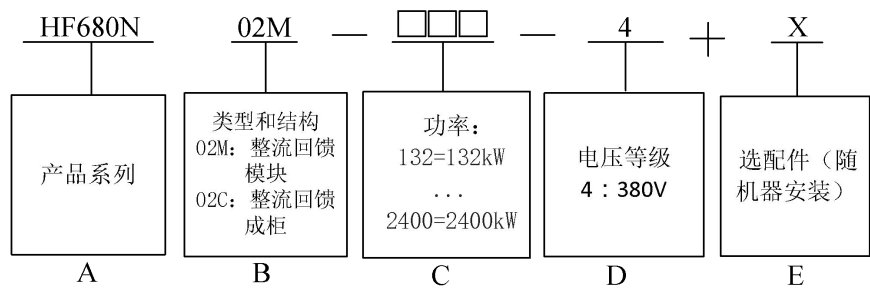 HF680N 02M — □□□ — 4 + X
产品系列
类型和结构
02M：整流回馈
模块
02C：整流回馈
成柜
功率：
132=132kW
...
2400=2400kW
电压等级
4：380V
选配件（随
机器安装）
A B C D E